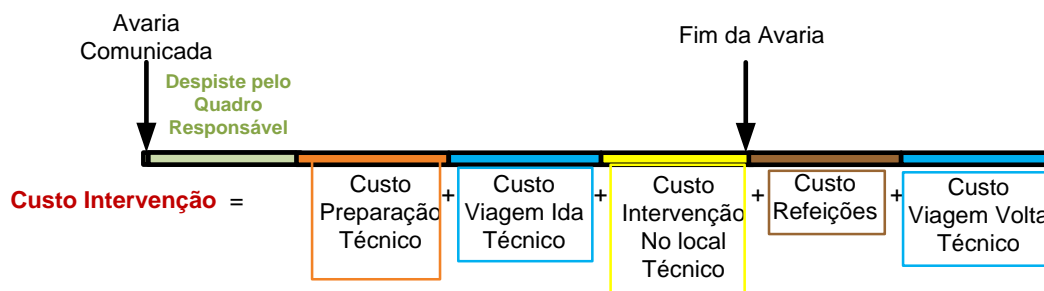 Avaria
Comunicada
Fim da Avaria
Despiste pelo
Quadro
Responsável
Custo Intervenção =
Custo
Preparação
Técnico
+
Custo
Viagem Ida
Técnico
+
Custo
Intervenção
No local
Técnico
+
Custo
Refeições
+
Custo
Viagem Volta
Técnico